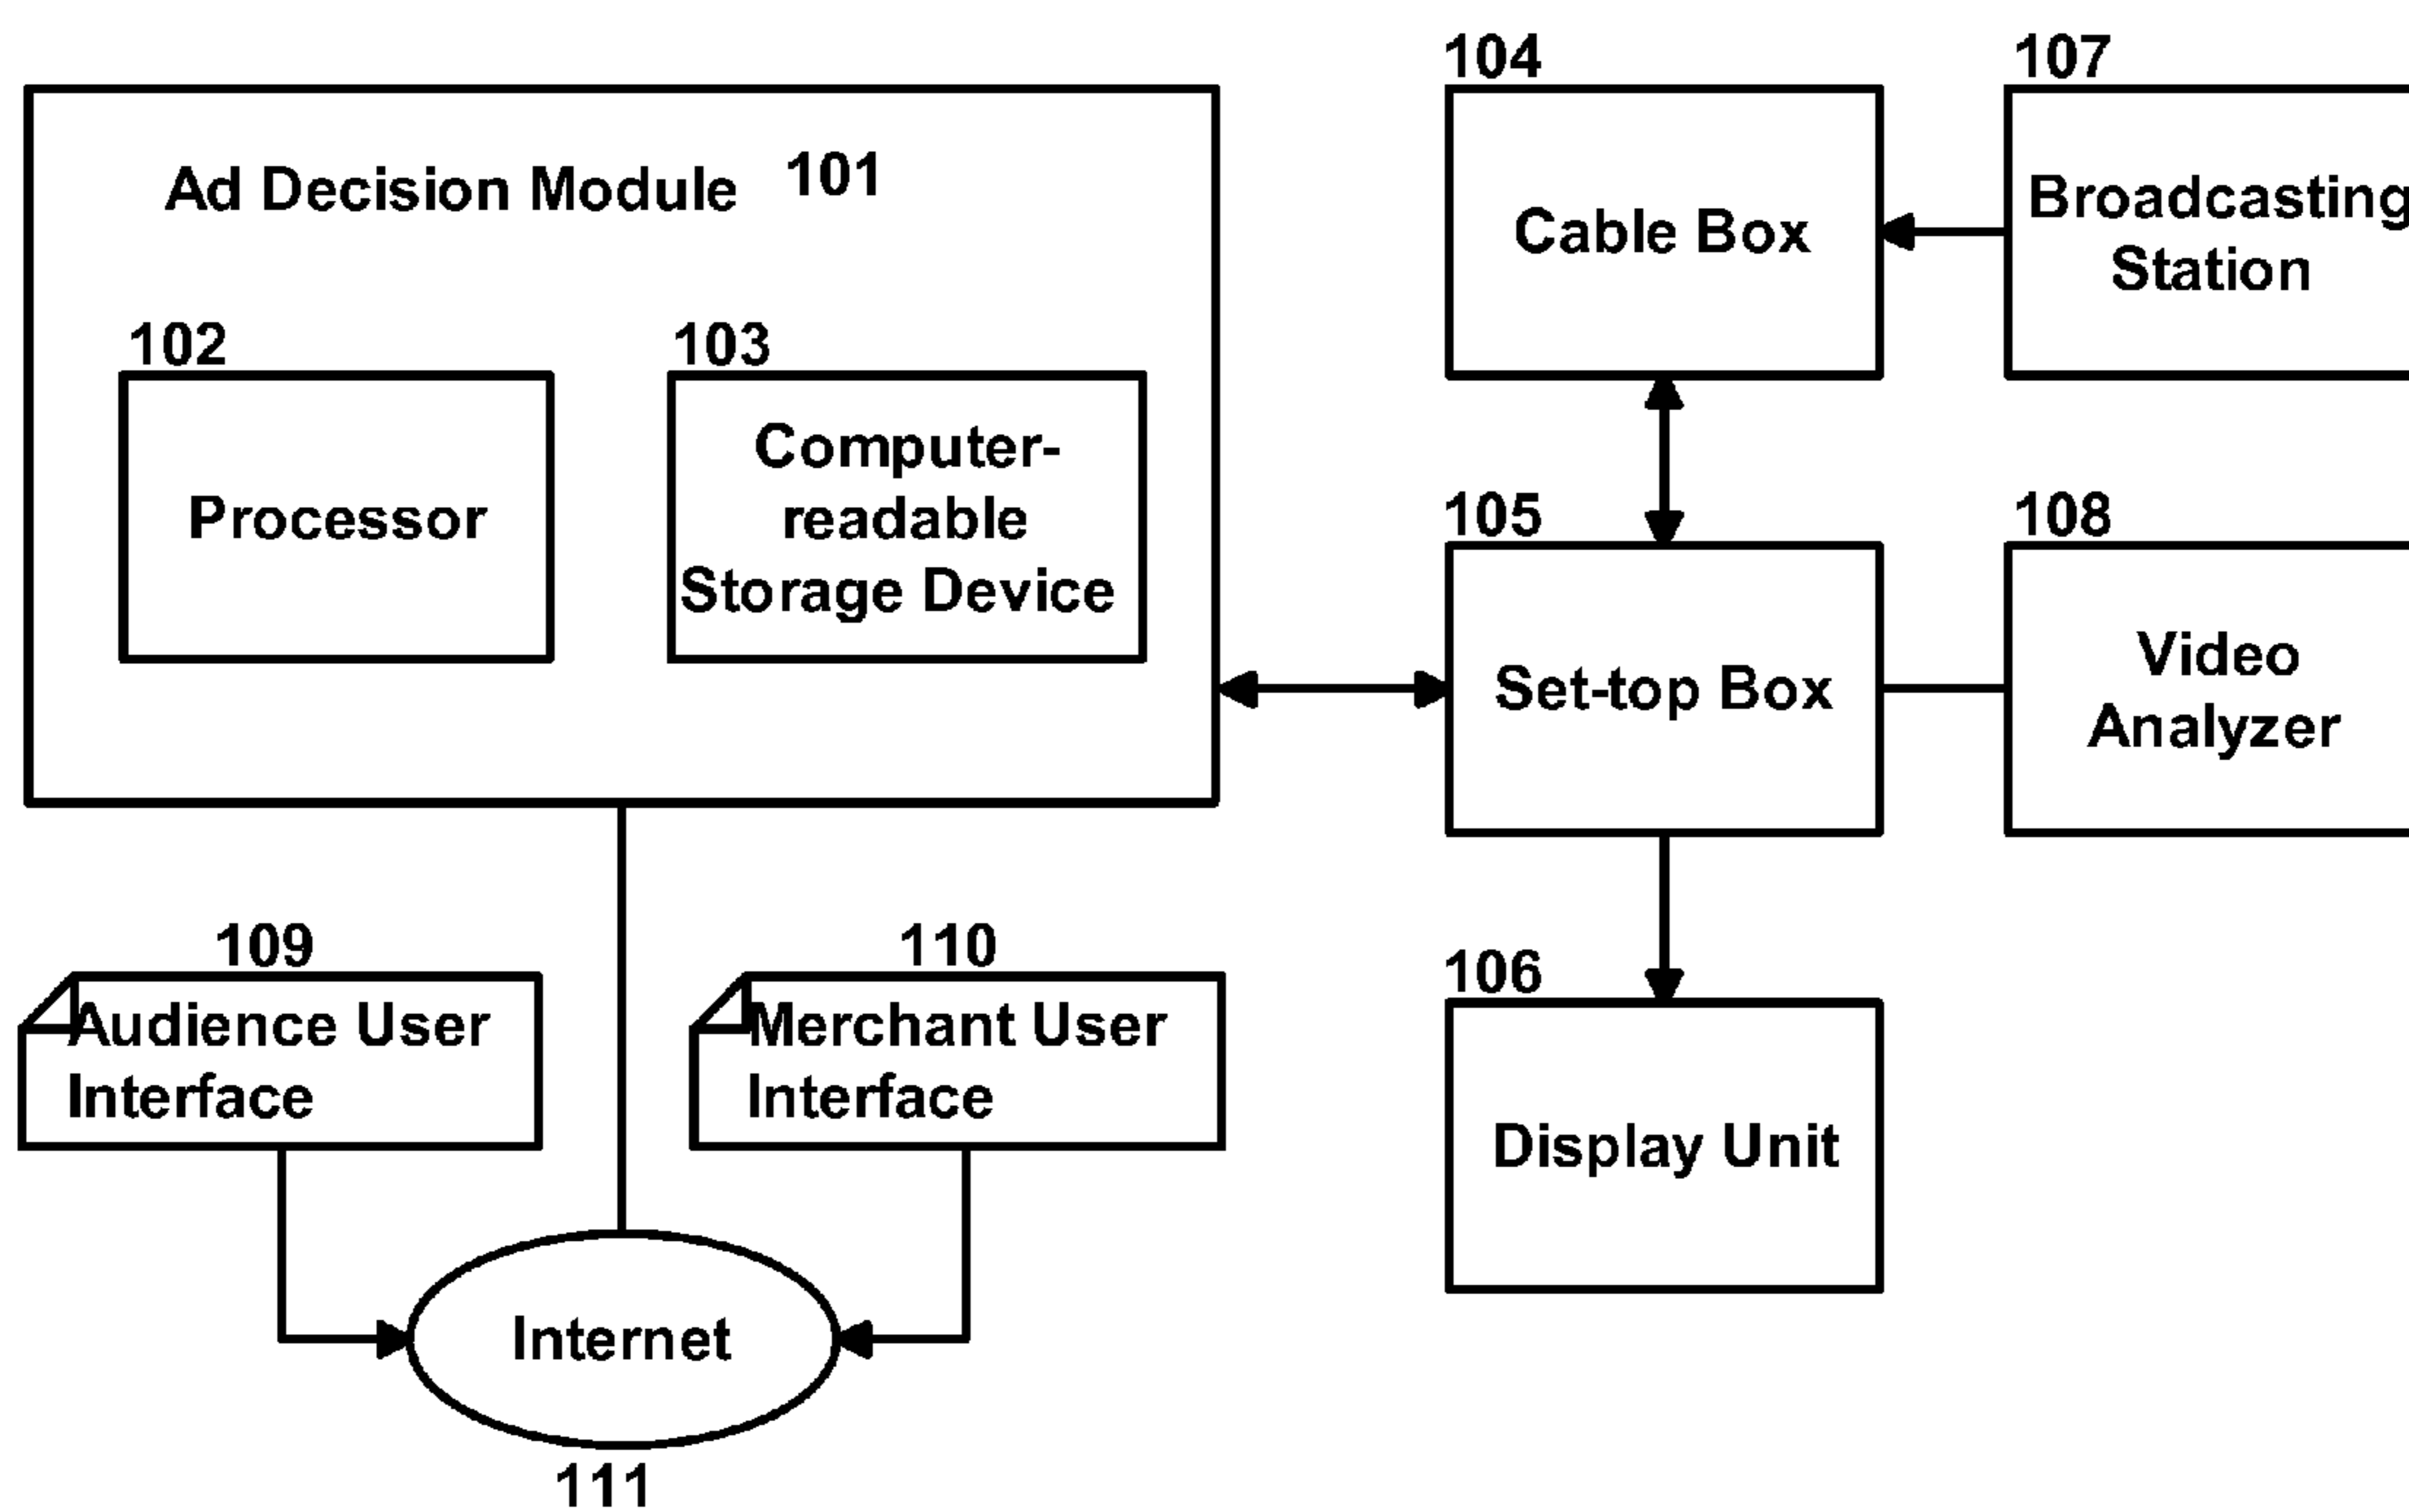 Ad Decision Module 101
102
Processor
103
Computer-
readable
Storage Device
104
Cable Box
107
Broadcasting
Station
105
Set-top Box
108
Video
Analyzer
106
Display Unit
109
Audience User
Interface
110
Merchant User
Interface
Internet
111